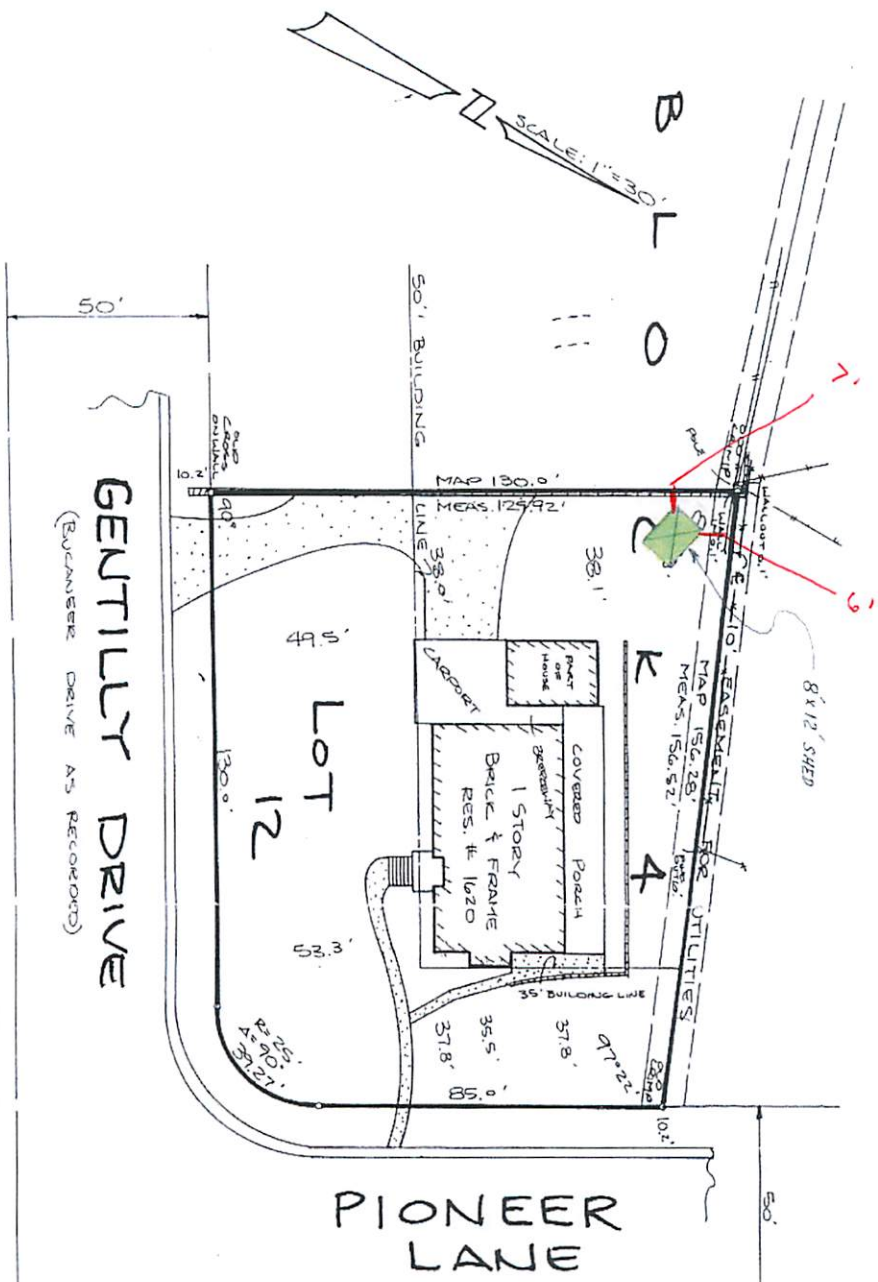 SCALE: 1"=30'
BLOCK 4
7'
6'
8'x12' SHED
50'
50' BUILDING LINE
10.2'
90°
MAP 130.0'
MEAS. 129.92'
38.0'
38.1'
10' EASEMENT FOR UTILITIES
MAP 156.28'
MEAS. 156.52'
49.5'
CARPORT
PART OF HOUSE
BREEZEWAY
COVERED PORCH
1 STORY
BRICK & FRAME
RES. # 1620
LOT
12
130.0'
53.3'
35' BUILDING LINE
37.8'
35.5'
37.8'
97°22'
R=25'
Δ=90°
39.27'
85.0'
10.2'
50'
GENTILLY DRIVE
(BUCANEER DRIVE AS RECORDED)
PIONEER
LANE